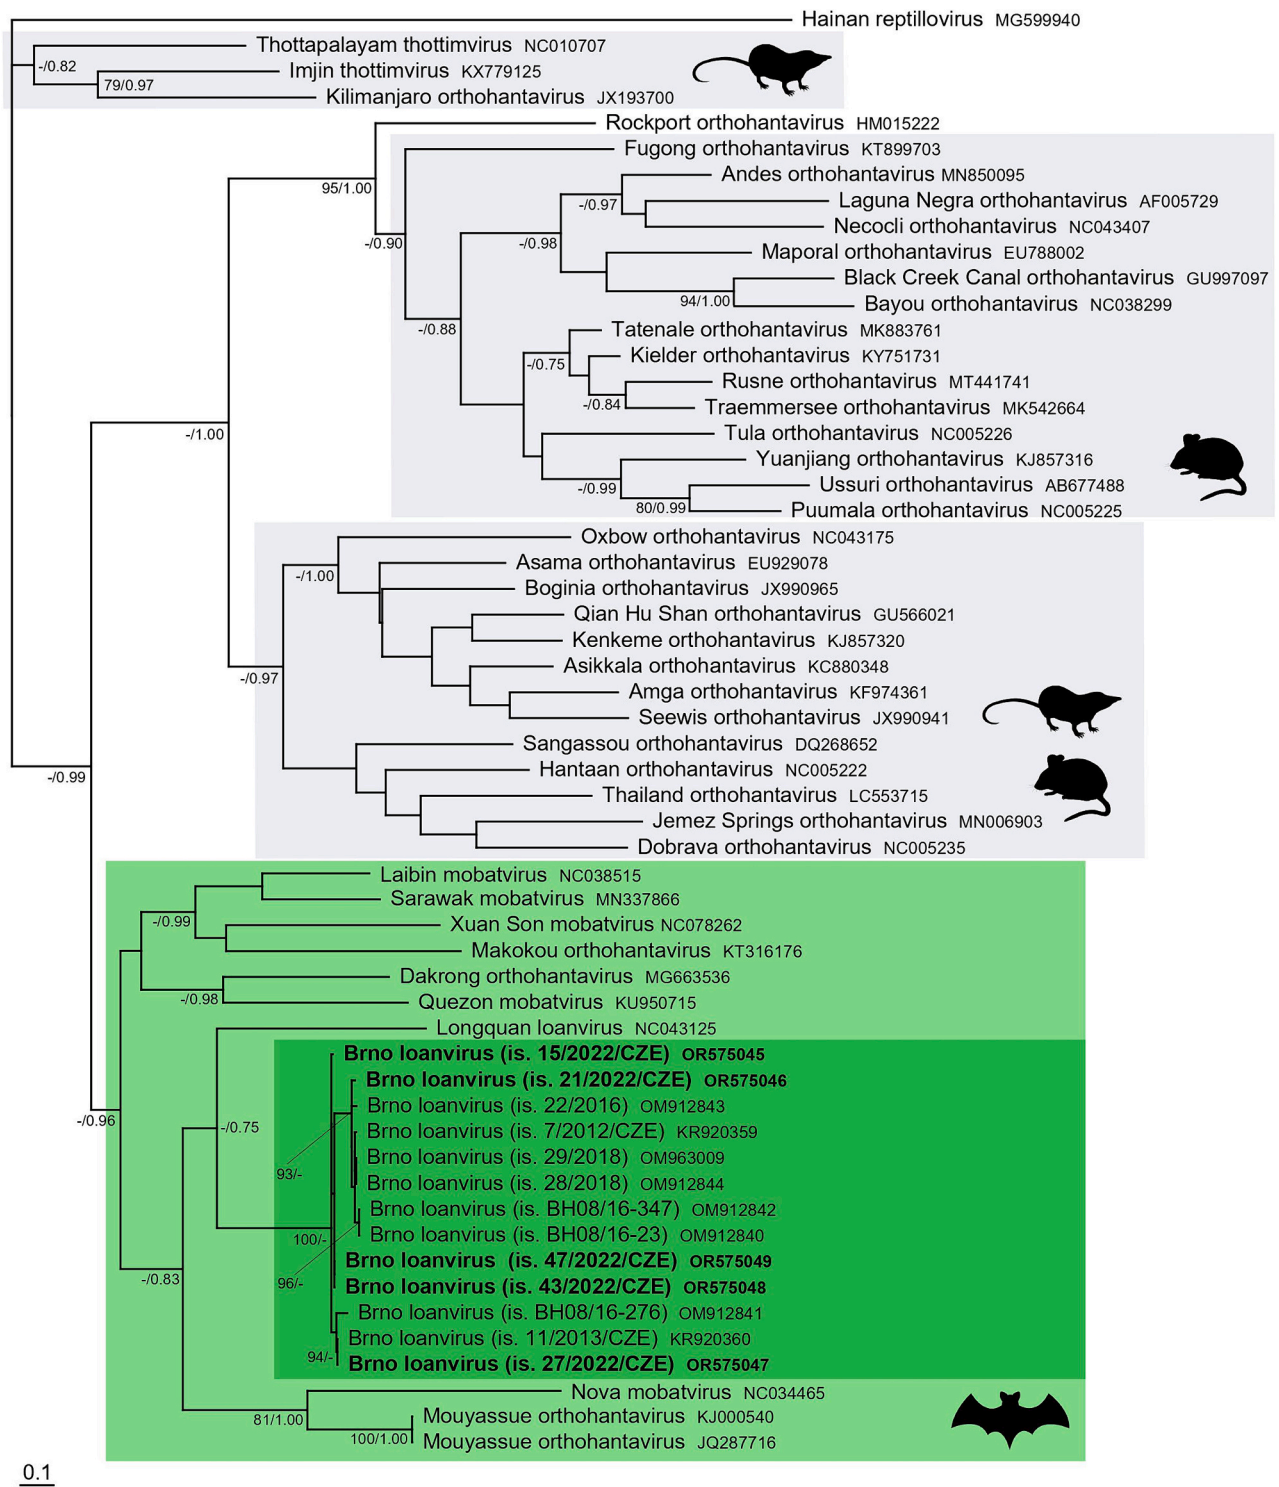 Hainan reptillovirus MG599940
Thottapalayam thottimvirus NC010707
-/0.82
Imjin thottimvirus KX779125
79/0.97
Kilimanjaro orthohantavirus JX193700
Rockport orthohantavirus HM015222
Fugong orthohantavirus KT899703
Andes orthohantavirus MN850095
95/1.00
Laguna Negra orthohantavirus AF005729
-/0.97
Necocli orthohantavirus NC043407
-/0.90
-/0.98
Maporal orthohantavirus EU788002
Black Creek Canal orthohantavirus GU997097
94/1.00
Bayou orthohantavirus NC038299
-/0.88
Tatenale orthohantavirus MK883761
Kielder orthohantavirus KY751731
-/0.75
Rusne orthohantavirus MT441741
-/0.84
Traemmersee orthohantavirus MK542664
-/1.00
Tula orthohantavirus NC005226
Yuanjiang orthohantavirus KJ857316
Ussuri orthohantavirus AB677488
-/0.99
80/0.99
Puumala orthohantavirus NC005225
Oxbow orthohantavirus NC043175
Asama orthohantavirus EU929078
-/1.00
Boginia orthohantavirus JX990965
Qian Hu Shan orthohantavirus GU566021
Kenkeme orthohantavirus KJ857320
Asikkala orthohantavirus KC880348
-/0.97
Amga orthohantavirus KF974361
Seewis orthohantavirus JX990941
Sangassou orthohantavirus DQ268652
Hantaan orthohantavirus NC005222
-/0.99
Thailand orthohantavirus LC553715
Jemez Springs orthohantavirus MN006903
Dobrava orthohantavirus NC005235
Laibin mobatvirus NC038515
Sarawak mobatvirus MN337866
-/0.99
Xuan Son mobatvirus NC078262
Makokou orthohantavirus KT316176
Dakrong orthohantavirus MG663536
-/0.98
Quezon mobatvirus KU950715
Longquan loanvirus NC043125
Brno loanvirus (is. 15/2022/CZE) OR575045
Brno loanvirus (is. 21/2022/CZE) OR575046
Brno loanvirus (is. 22/2016) OM912843
-/0.96
-/0.75
Brno loanvirus (is. 7/2012/CZE) KR920359
Brno loanvirus (is. 29/2018) OM963009
93/-
Brno loanvirus (is. 28/2018) OM912844
Brno loanvirus (is. BH08/16-347) OM912842
Brno loanvirus (is. BH08/16-23) OM912840
100/-
Brno loanvirus (is. 47/2022/CZE) OR575049
-/0.83
96/-
Brno loanvirus (is. 43/2022/CZE) OR575048
Brno loanvirus (is. BH08/16-276) OM912841
Brno loanvirus (is. 11/2013/CZE) KR920360
94/-
Brno loanvirus (is. 27/2022/CZE) OR575047
Nova mobatvirus NC034465
81/1.00
Mouyassue orthohantavirus KJ000540
100/1.00
Mouyassue orthohantavirus JQ287716
0.1